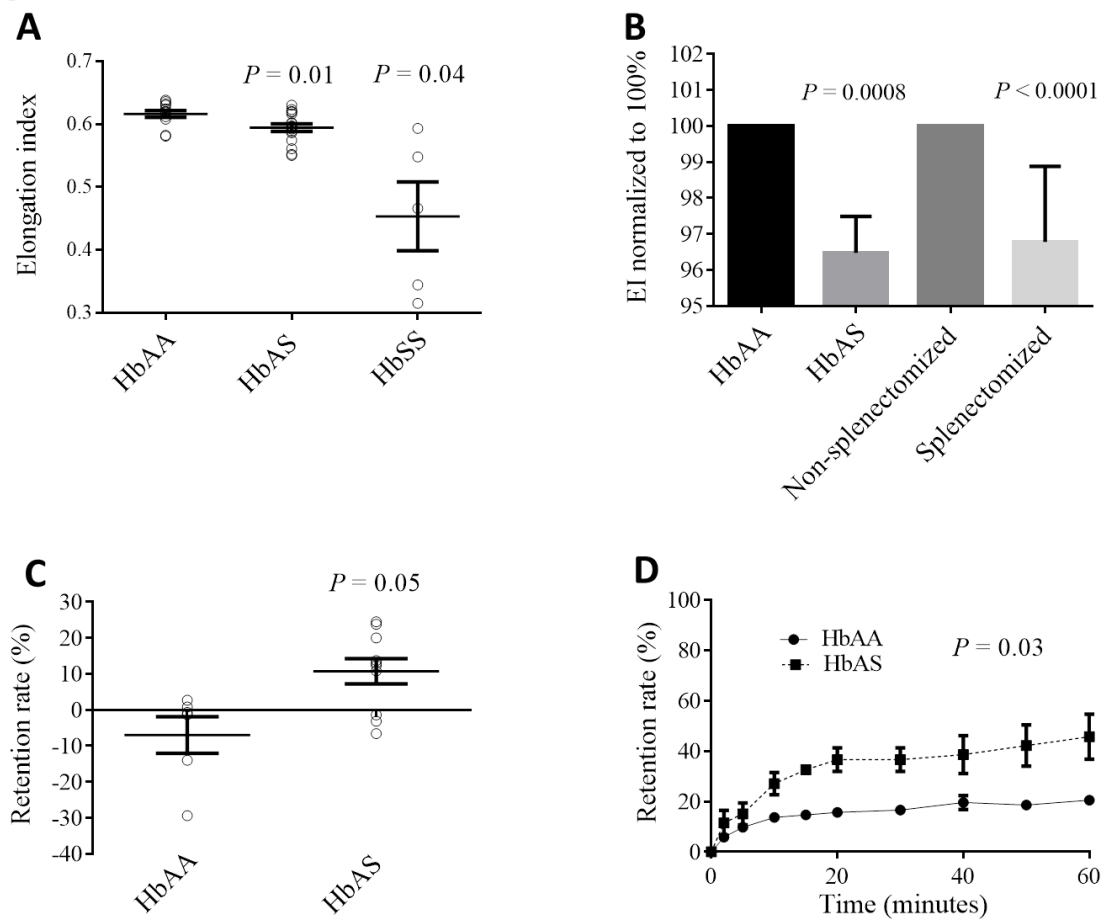 A
Elongation index
0.7
0.6
0.5
0.4
0.3
P = 0.01
P = 0.04
HbAA
HbAS
HbSS
B
EI normalized to 100%
102
101
100
99
98
97
96
95
P = 0.0008
P < 0.0001
HbAA
HbAS
Non-splenectomized
Splenectomized
C
Retention rate (%)
30
20
10
0
-10
-20
-30
-40
P = 0.05
HbAA
HbAS
D
Retention rate (%)
100
80
60
40
20
0
HbAA
HbAS
P = 0.03
0
20
40
60
Time (minutes)